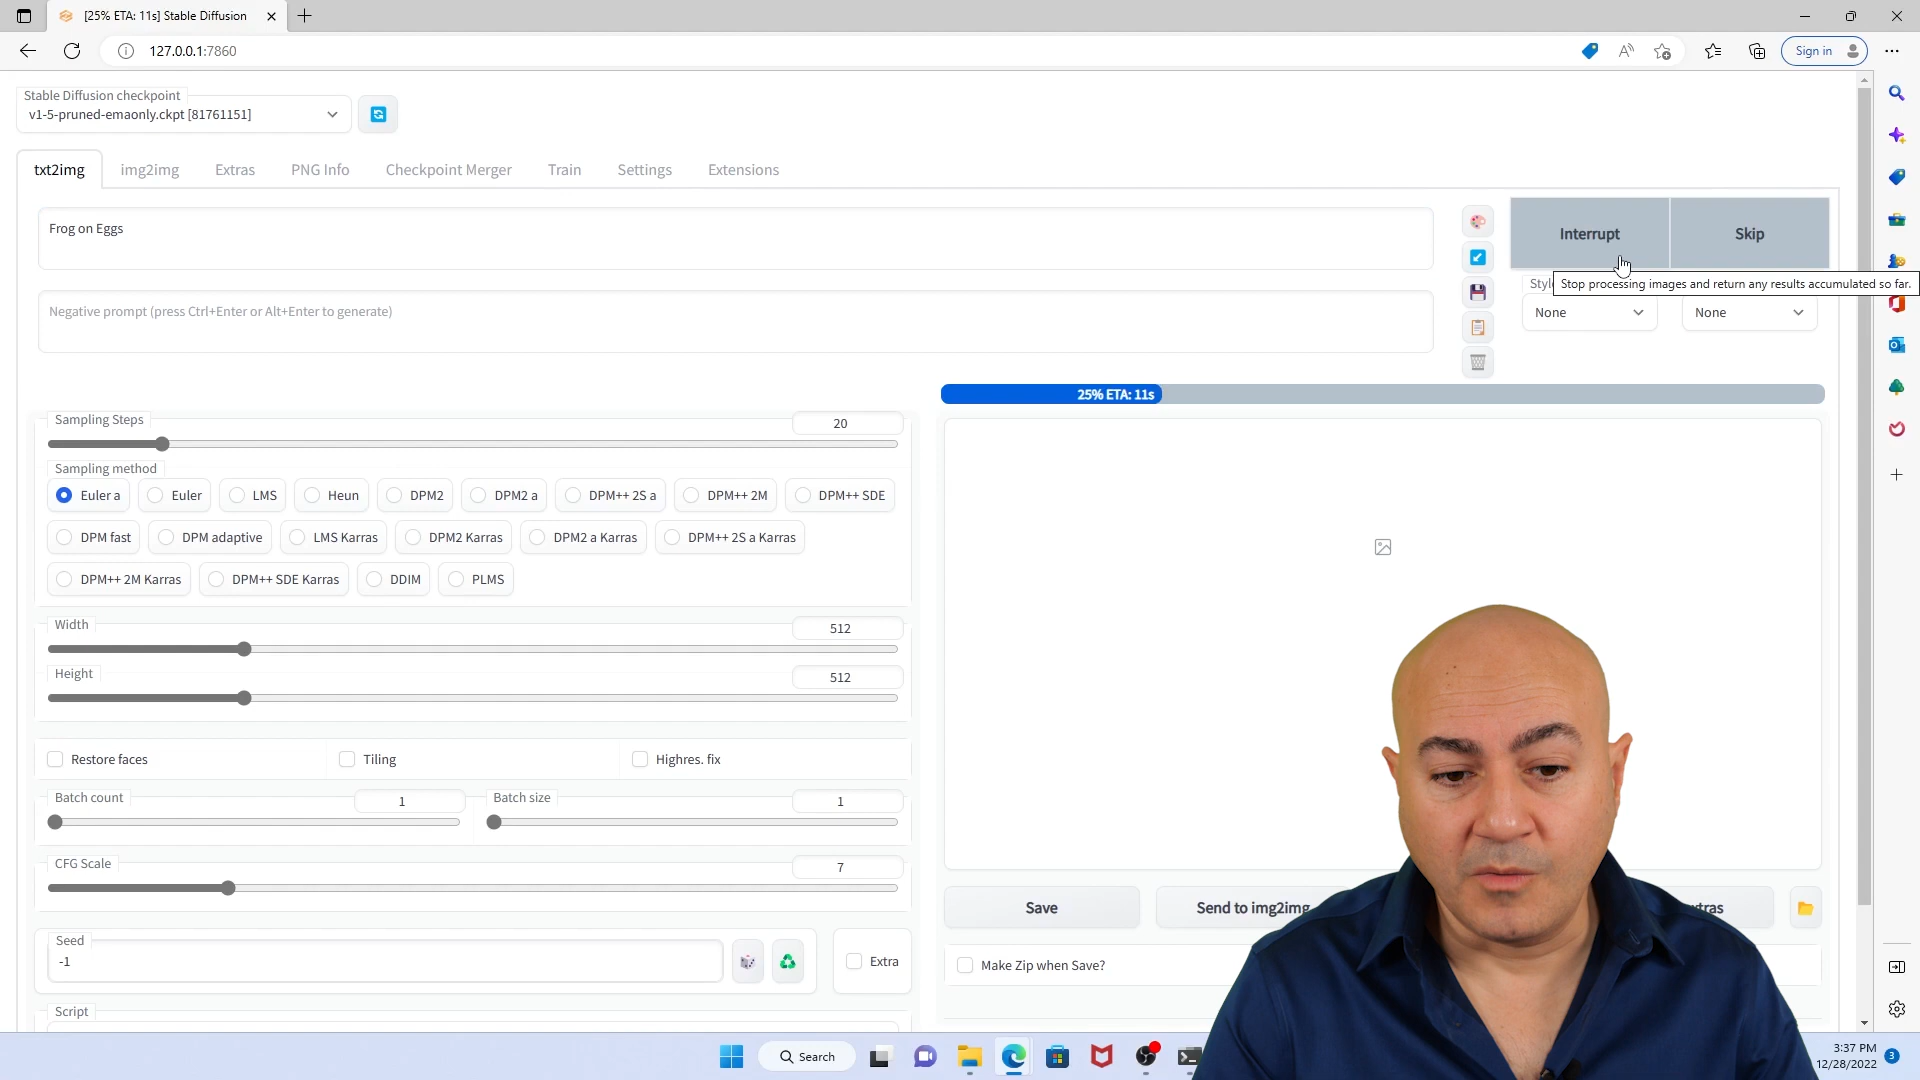 [25% ETA: 11s] Stable Diffusion
127.0.0.1:7860
Sign in
Stable Diffusion checkpoint
v1-5-pruned-emaonly.ckpt [81761151]
txt2img
img2img
Extras
PNG Info
Checkpoint Merger
Train
Settings
Extensions
Frog on Eggs
Interrupt
Skip
Stop processing images and return any results accumulated so far.
Negative prompt (press Ctrl+Enter or Alt+Enter to generate)
None
None
25% ETA: 11s
Sampling Steps
20
Sampling method
Euler a
Euler
LMS
Heun
DPM2
DPM2 a
DPM++ 2S a
DPM++ 2M
DPM++ SDE
DPM fast
DPM adaptive
LMS Karras
DPM2 Karras
DPM2 a Karras
DPM++ 2S a Karras
DPM++ 2M Karras
DPM++ SDE Karras
DDIM
PLMS
Width
512
Height
512
Restore faces
Tiling
Highres. fix
Batch count
1
Batch size
1
CFG Scale
7
Seed
-1
Extra
Script
Save
Send to img2img
Make Zip when Save?
Search
3:37 PM
12/28/2022
3